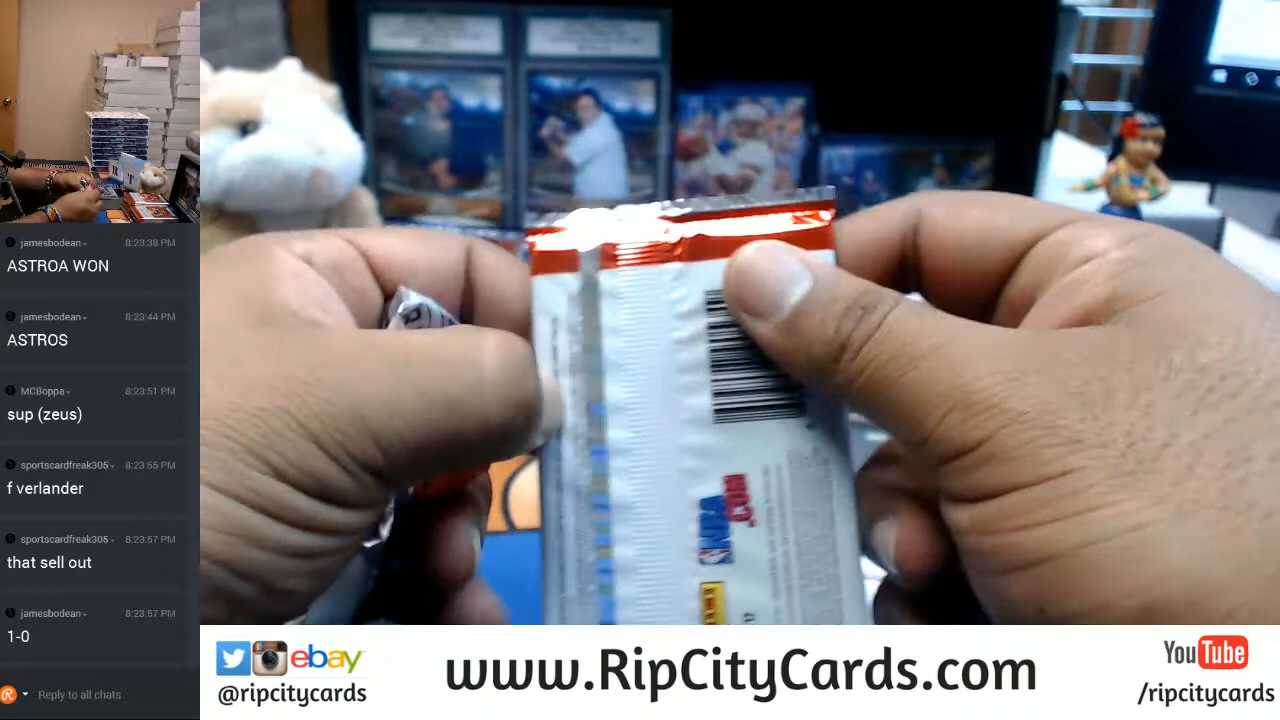 jamesbodean 8:23:38 PM
ASTROA WON
jamesbodean 8:23:44 PM
ASTROS
MCBoppa 8:23:51 PM
sup (zeus)
sportscardfreak305 8:23:55 PM
f verlander
sportscardfreak305 8:23:57 PM
that sell out
jamesbodean 8:23:57 PM
1-0
Reply to all chats
ebay
@ripcitycards
www.RipCityCards.com
YouTube
/ripcitycards
NBA